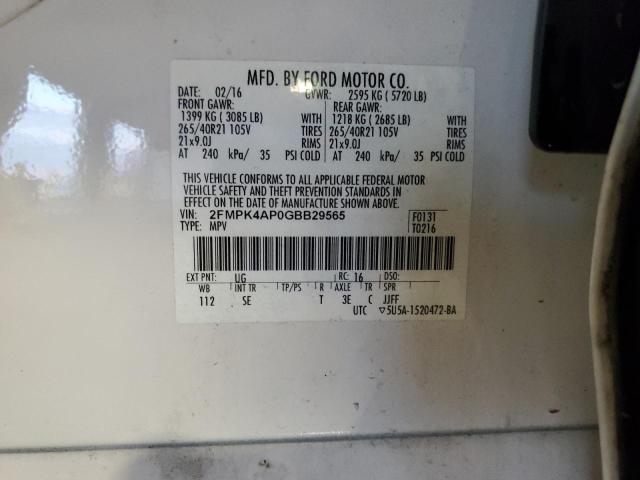 MFD. BY FORD MOTOR CO.
DATE: 02/16 GVWR: 2595 KG ( 5720 LB)
FRONT GAWR: REAR GAWR:
1399 KG ( 3085 LB) WITH 1218 KG ( 2685 LB) WITH
265/40R21 105V TIRES 265/40R21 105V TIRES
21x9.0J RIMS 21x9.0J RIMS
AT 240 kPa/ 35 PSI COLD AT 240 kPa/ 35 PSI COLD
THIS VEHICLE CONFORMS TO ALL APPLICABLE FEDERAL MOTOR
VEHICLE SAFETY AND THEFT PREVENTION STANDARDS IN
EFFECT ON THE DATE OF MANUFACTURE SHOWN ABOVE.
VIN: 2FMPK4AP0GBB29565 F0131
TYPE: MPV T0216
EXT PNT: UG RC: 16 DSO:
WB INT TR TP/PS R AXLE TR SPR
112 SE T 3E C JJFF
UTC ▽5U5A-1520472-BA